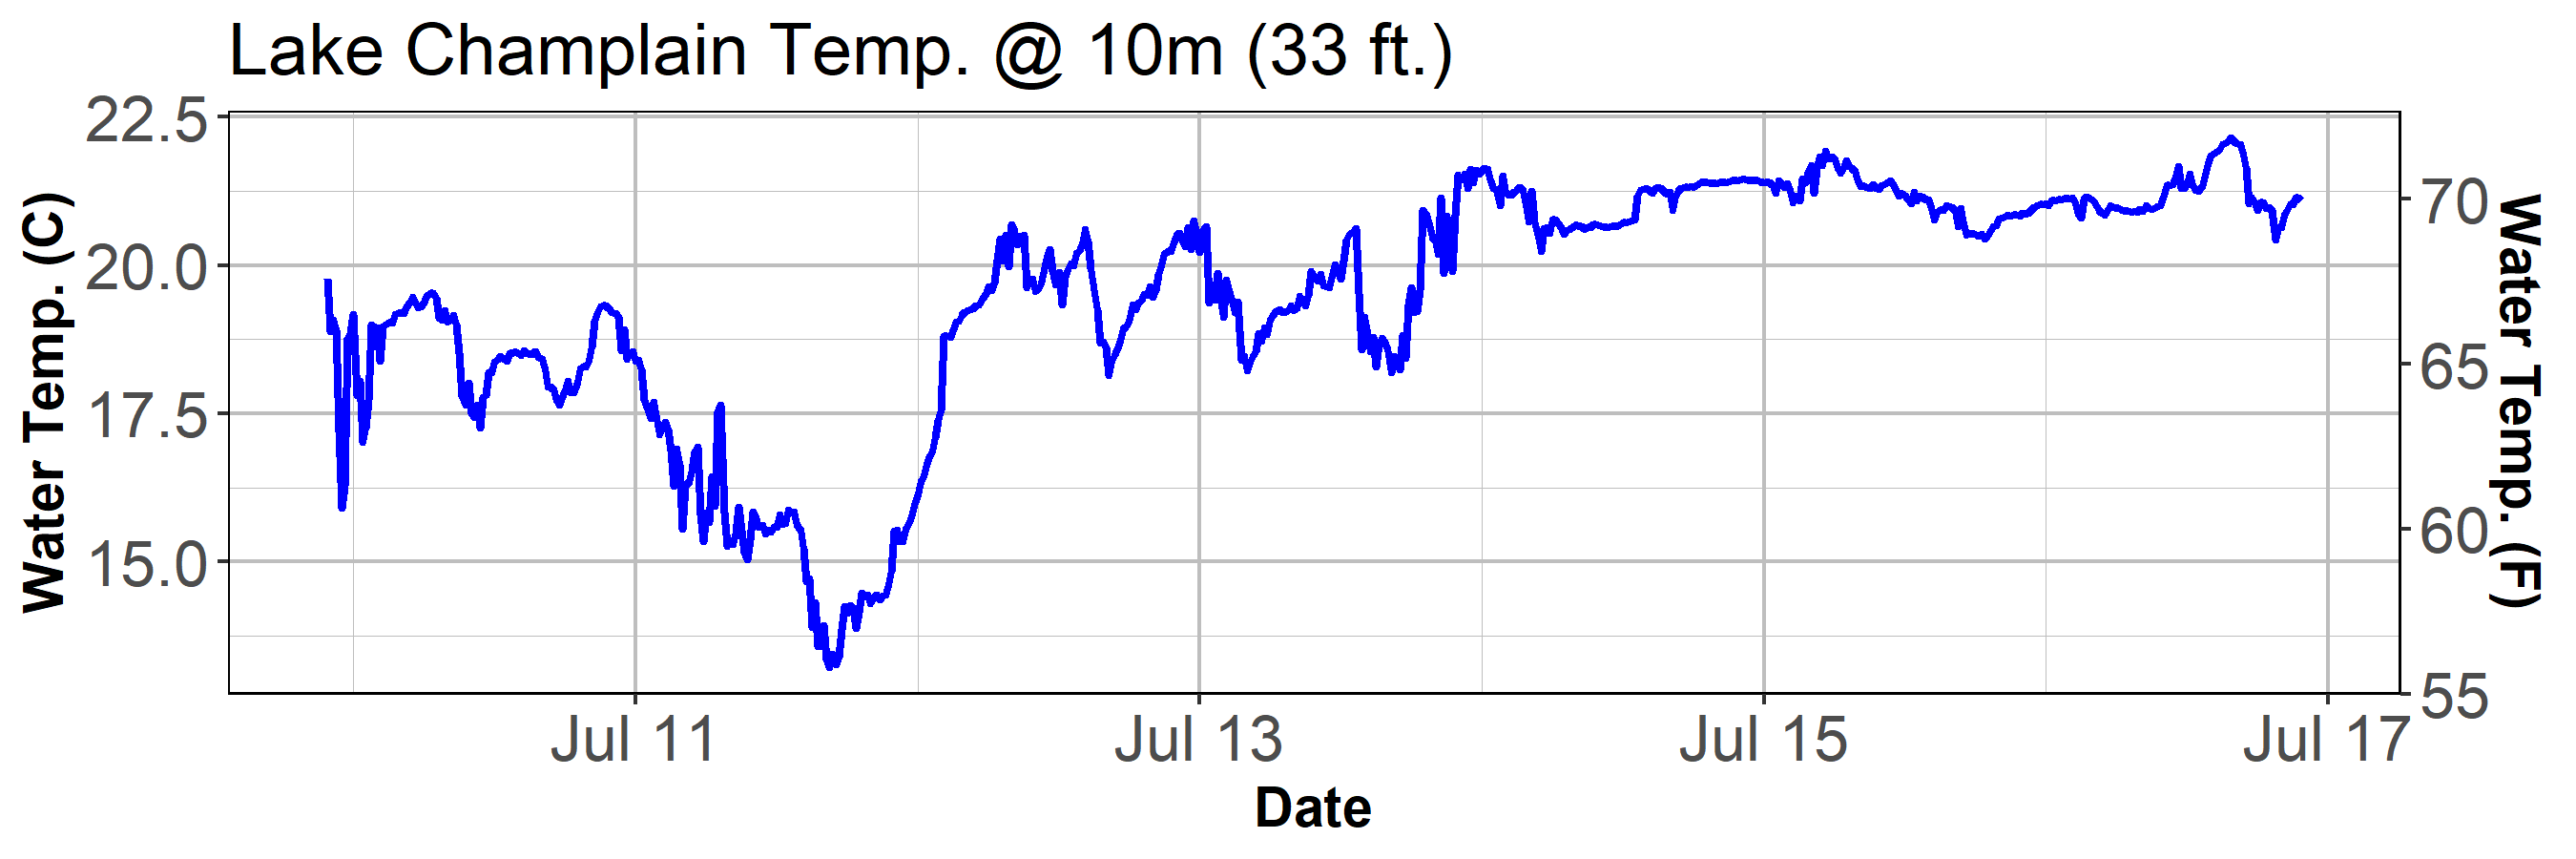 Lake Champlain Temp. @ 10m (33 ft.)
Water Temp. (C)
22.5
20.0
17.5
15.0
70
65
60
55
Water Temp. (F)
Jul 11
Jul 13
Jul 15
Jul 17
Date